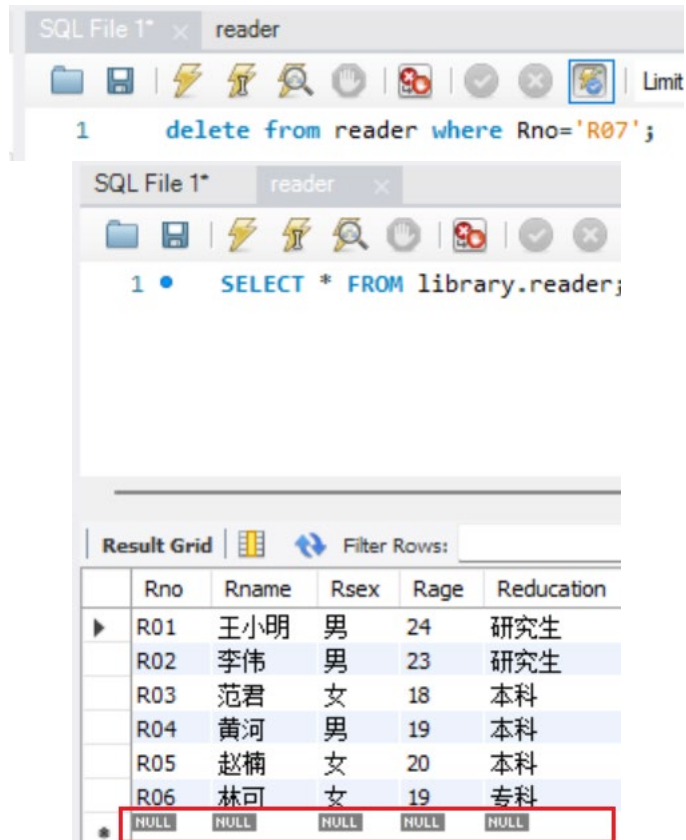 SQL File 1* × reader
Limit
1 delete from reader where Rno='R07';
SQL File 1* reader ×
1 SELECT * FROM library.reader;
Result Grid Filter Rows:
Rno Rname Rsex Rage Reducation
R01 王小明 男 24 研究生
R02 李伟 男 23 研究生
R03 范君 女 18 本科
R04 黄河 男 19 本科
R05 赵楠 女 20 本科
R06 林可 女 19 专科
NULL NULL NULL NULL NULL